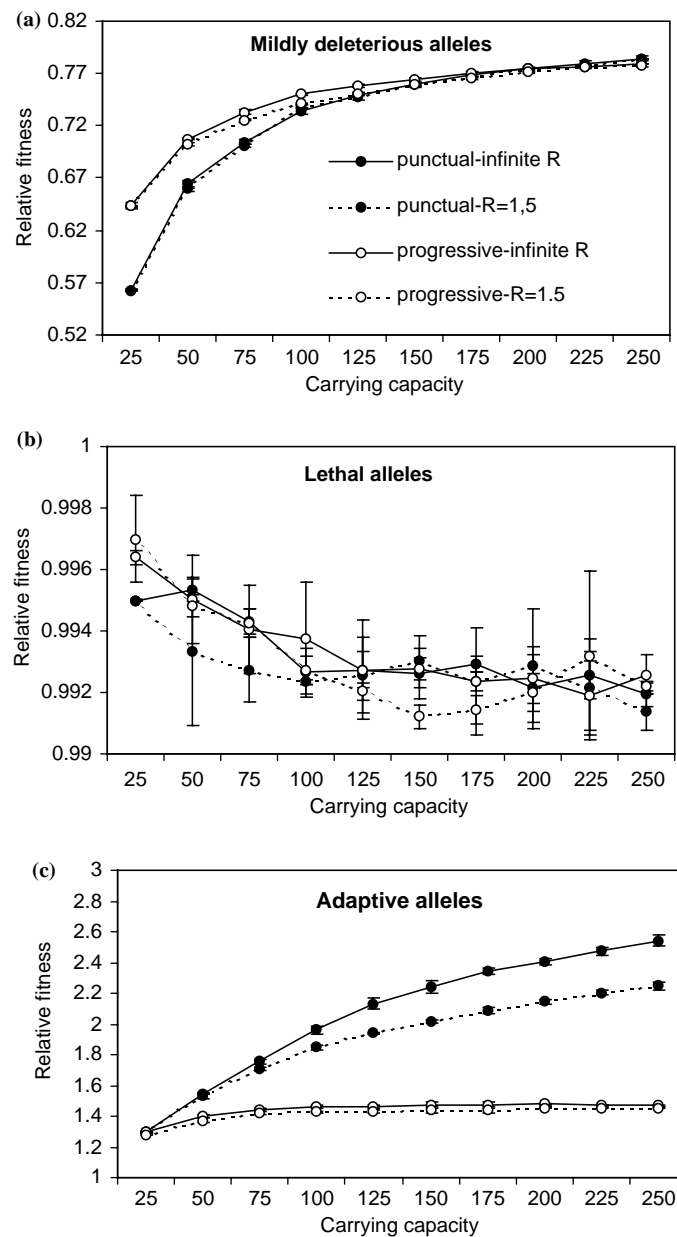 (a)
0.82
0.77
0.72
0.67
0.62
0.57
0.52
Relative fitness
Mildly deleterious alleles
punctual-infinite R
punctual-R=1,5
progressive-infinite R
progressive-R=1.5
25 50 75 100 125 150 175 200 225 250
Carrying capacity
(b)
1
0.998
0.996
0.994
0.992
0.99
Relative fitness
Lethal alleles
25 50 75 100 125 150 175 200 225 250
Carrying capacity
(c)
3
2.8
2.6
2.4
2.2
2
1.8
1.6
1.4
1.2
1
Relative fitness
Adaptive alleles
25 50 75 100 125 150 175 200 225 250
Carrying capacity